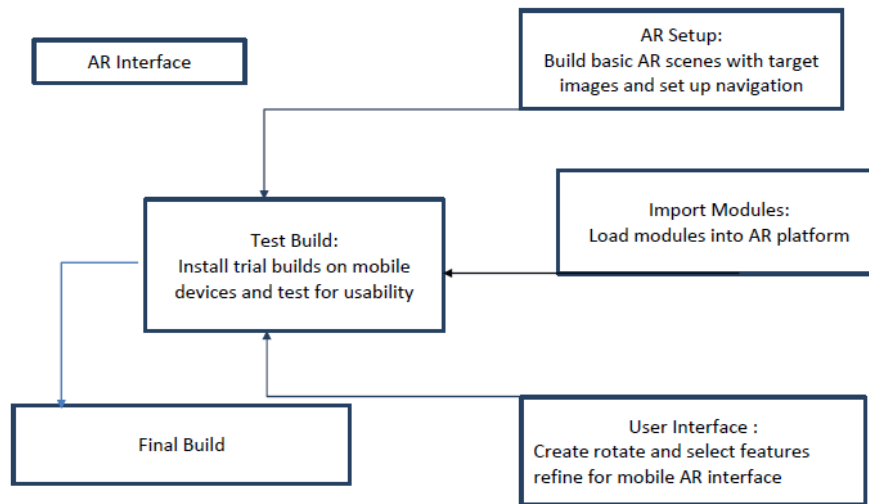 AR Interface
AR Setup:
Build basic AR scenes with target
images and set up navigation
Import Modules:
Load modules into AR platform
Test Build:
Install trial builds on mobile
devices and test for usability
User Interface :
Create rotate and select features
refine for mobile AR interface
Final Build